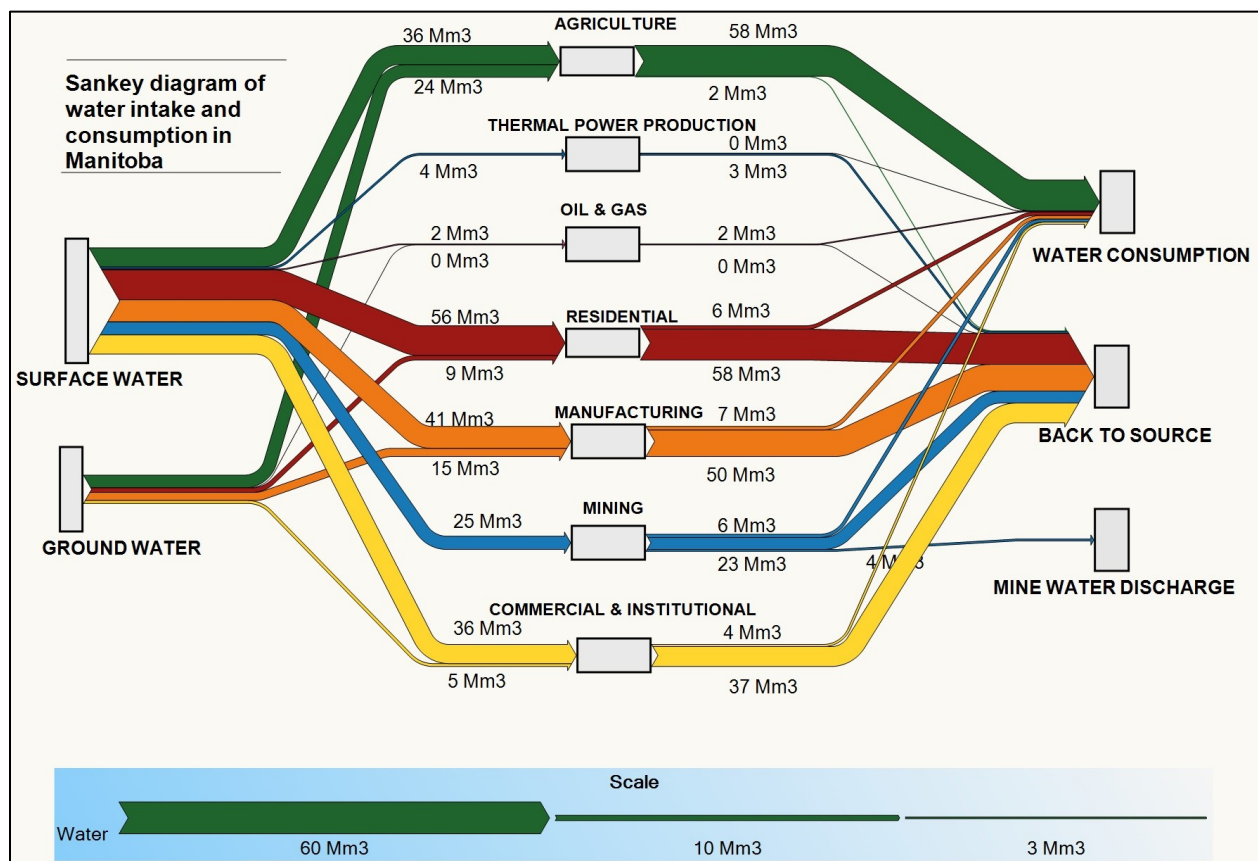 AGRICULTURE
36 Mm3
58 Mm3
Sankey diagram of
water intake and
consumption in
Manitoba
24 Mm3
2 Mm3
THERMAL POWER PRODUCTION
0 Mm3
4 Mm3
3 Mm3
OIL & GAS
2 Mm3
2 Mm3
0 Mm3
0 Mm3
WATER CONSUMPTION
RESIDENTIAL
56 Mm3
6 Mm3
SURFACE WATER
9 Mm3
58 Mm3
MANUFACTURING
41 Mm3
7 Mm3
BACK TO SOURCE
15 Mm3
50 Mm3
MINING
25 Mm3
6 Mm3
GROUND WATER
23 Mm3
4 Mm3
MINE WATER DISCHARGE
COMMERCIAL & INSTITUTIONAL
36 Mm3
4 Mm3
5 Mm3
37 Mm3
Scale
Water
60 Mm3
10 Mm3
3 Mm3